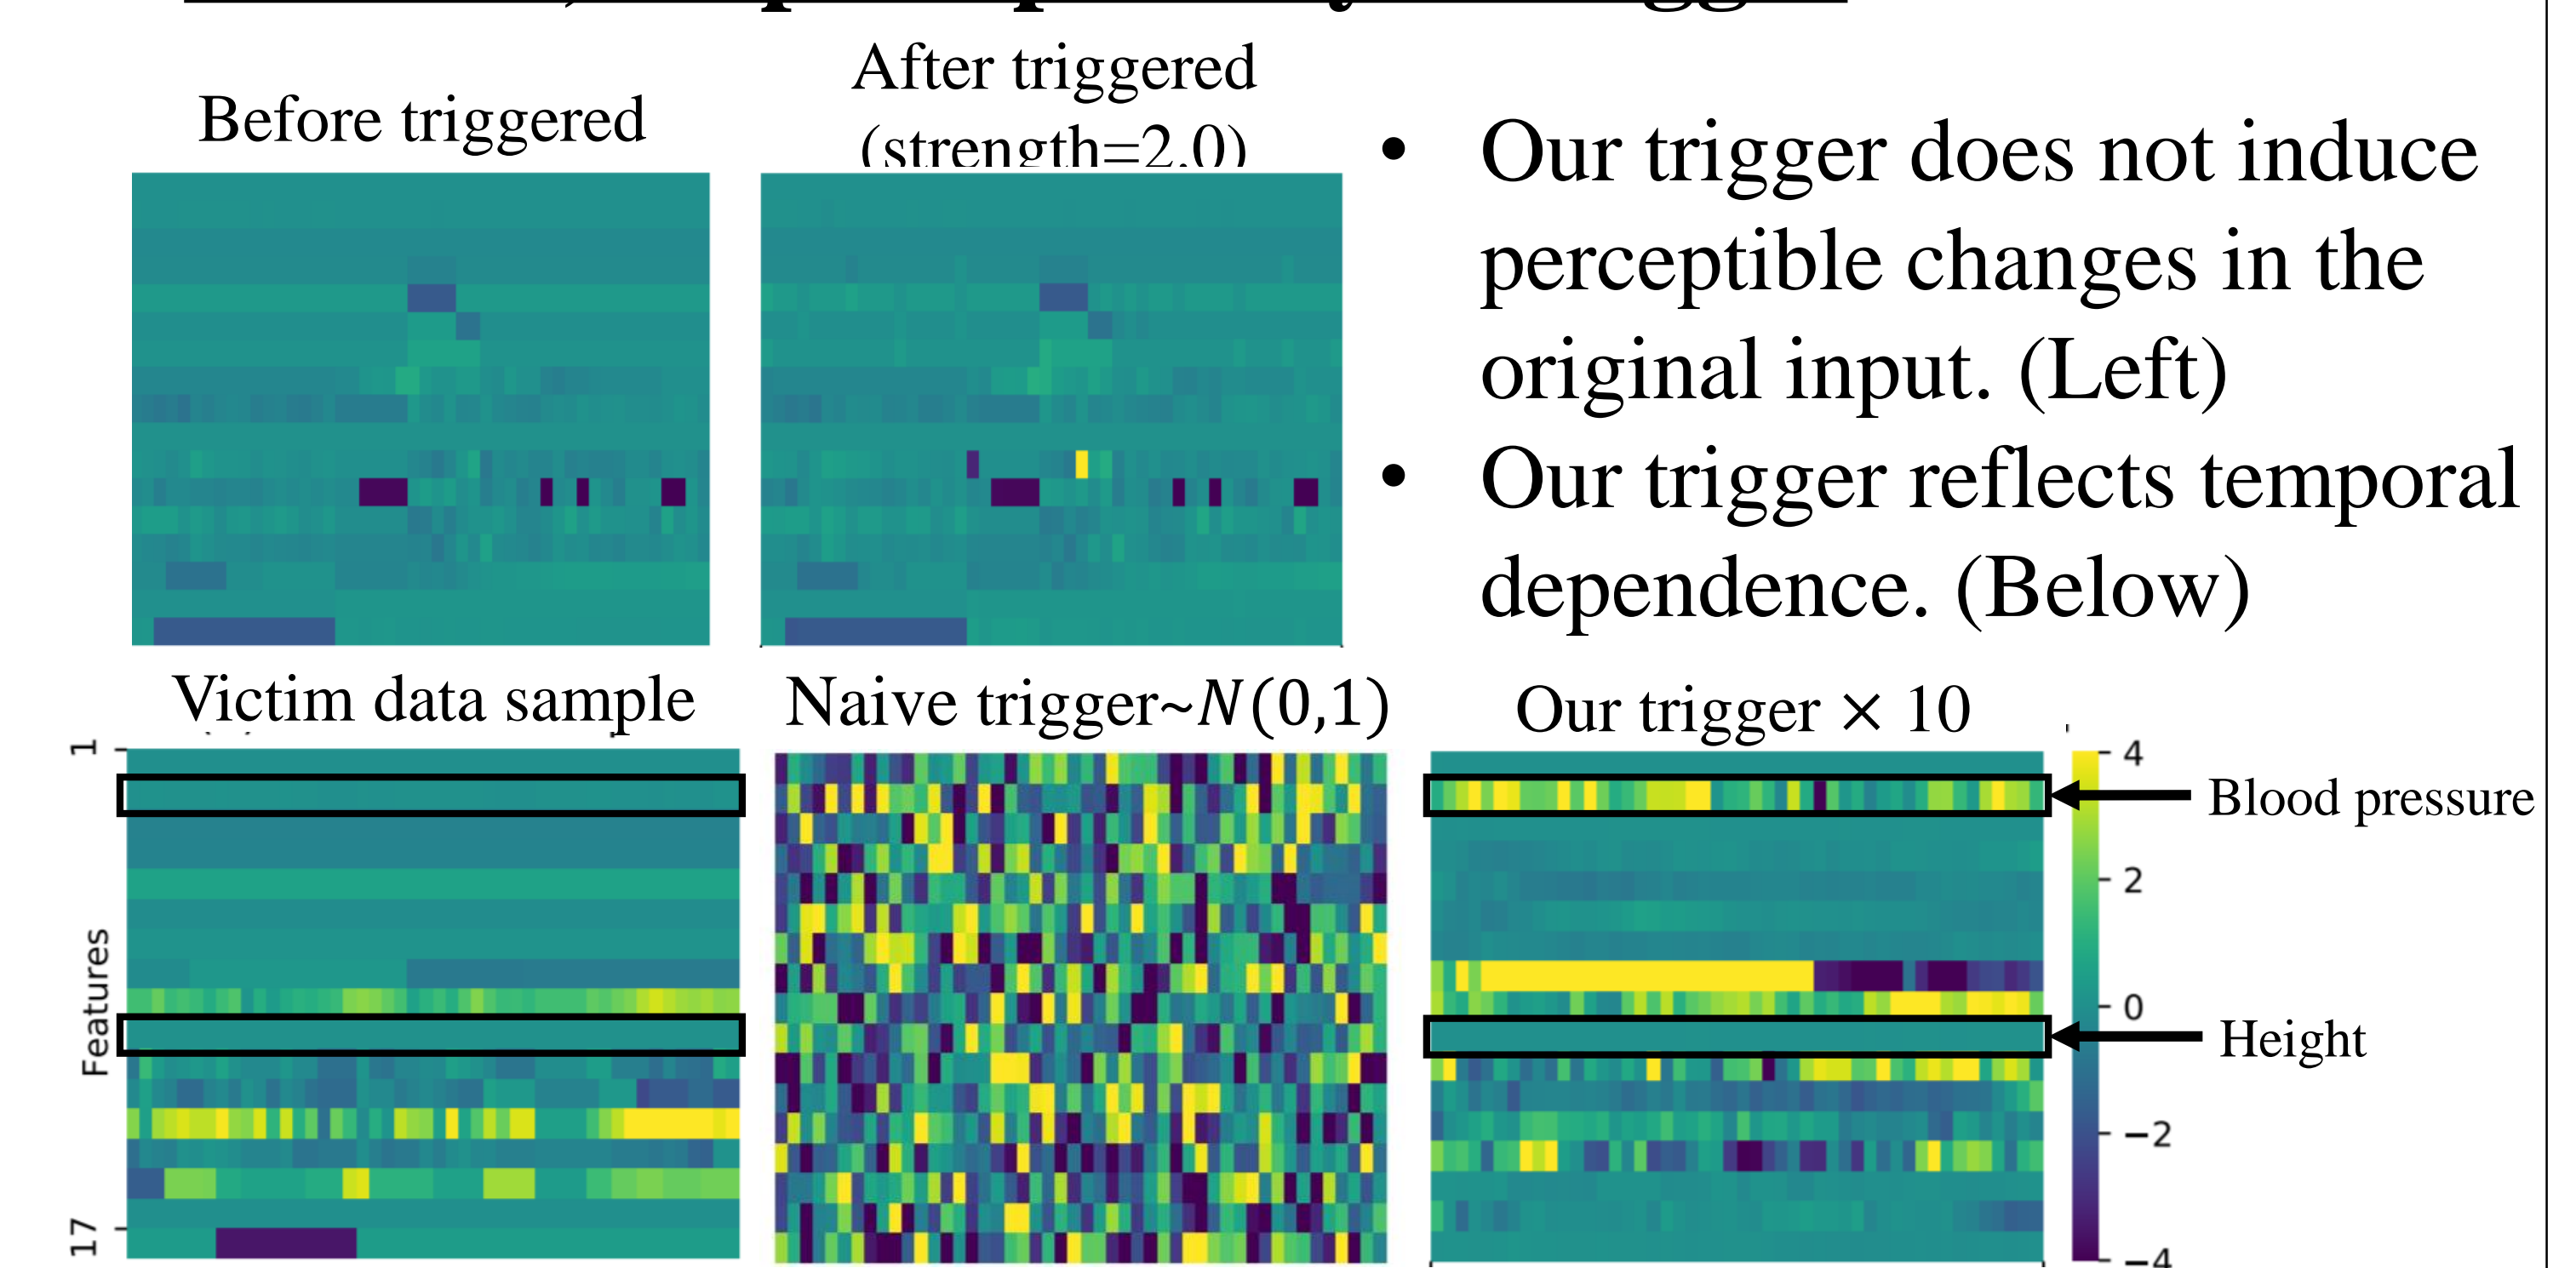 Before triggered
After triggered
(strength=2.0)
• Our trigger does not induce
perceptible changes in the
original input. (Left)
• Our trigger reflects temporal
dependence. (Below)
Victim data sample
Naive trigger~N(0,1)
Our trigger × 10
1
Features
17
4
2
0
−2
−4
Blood pressure
Height